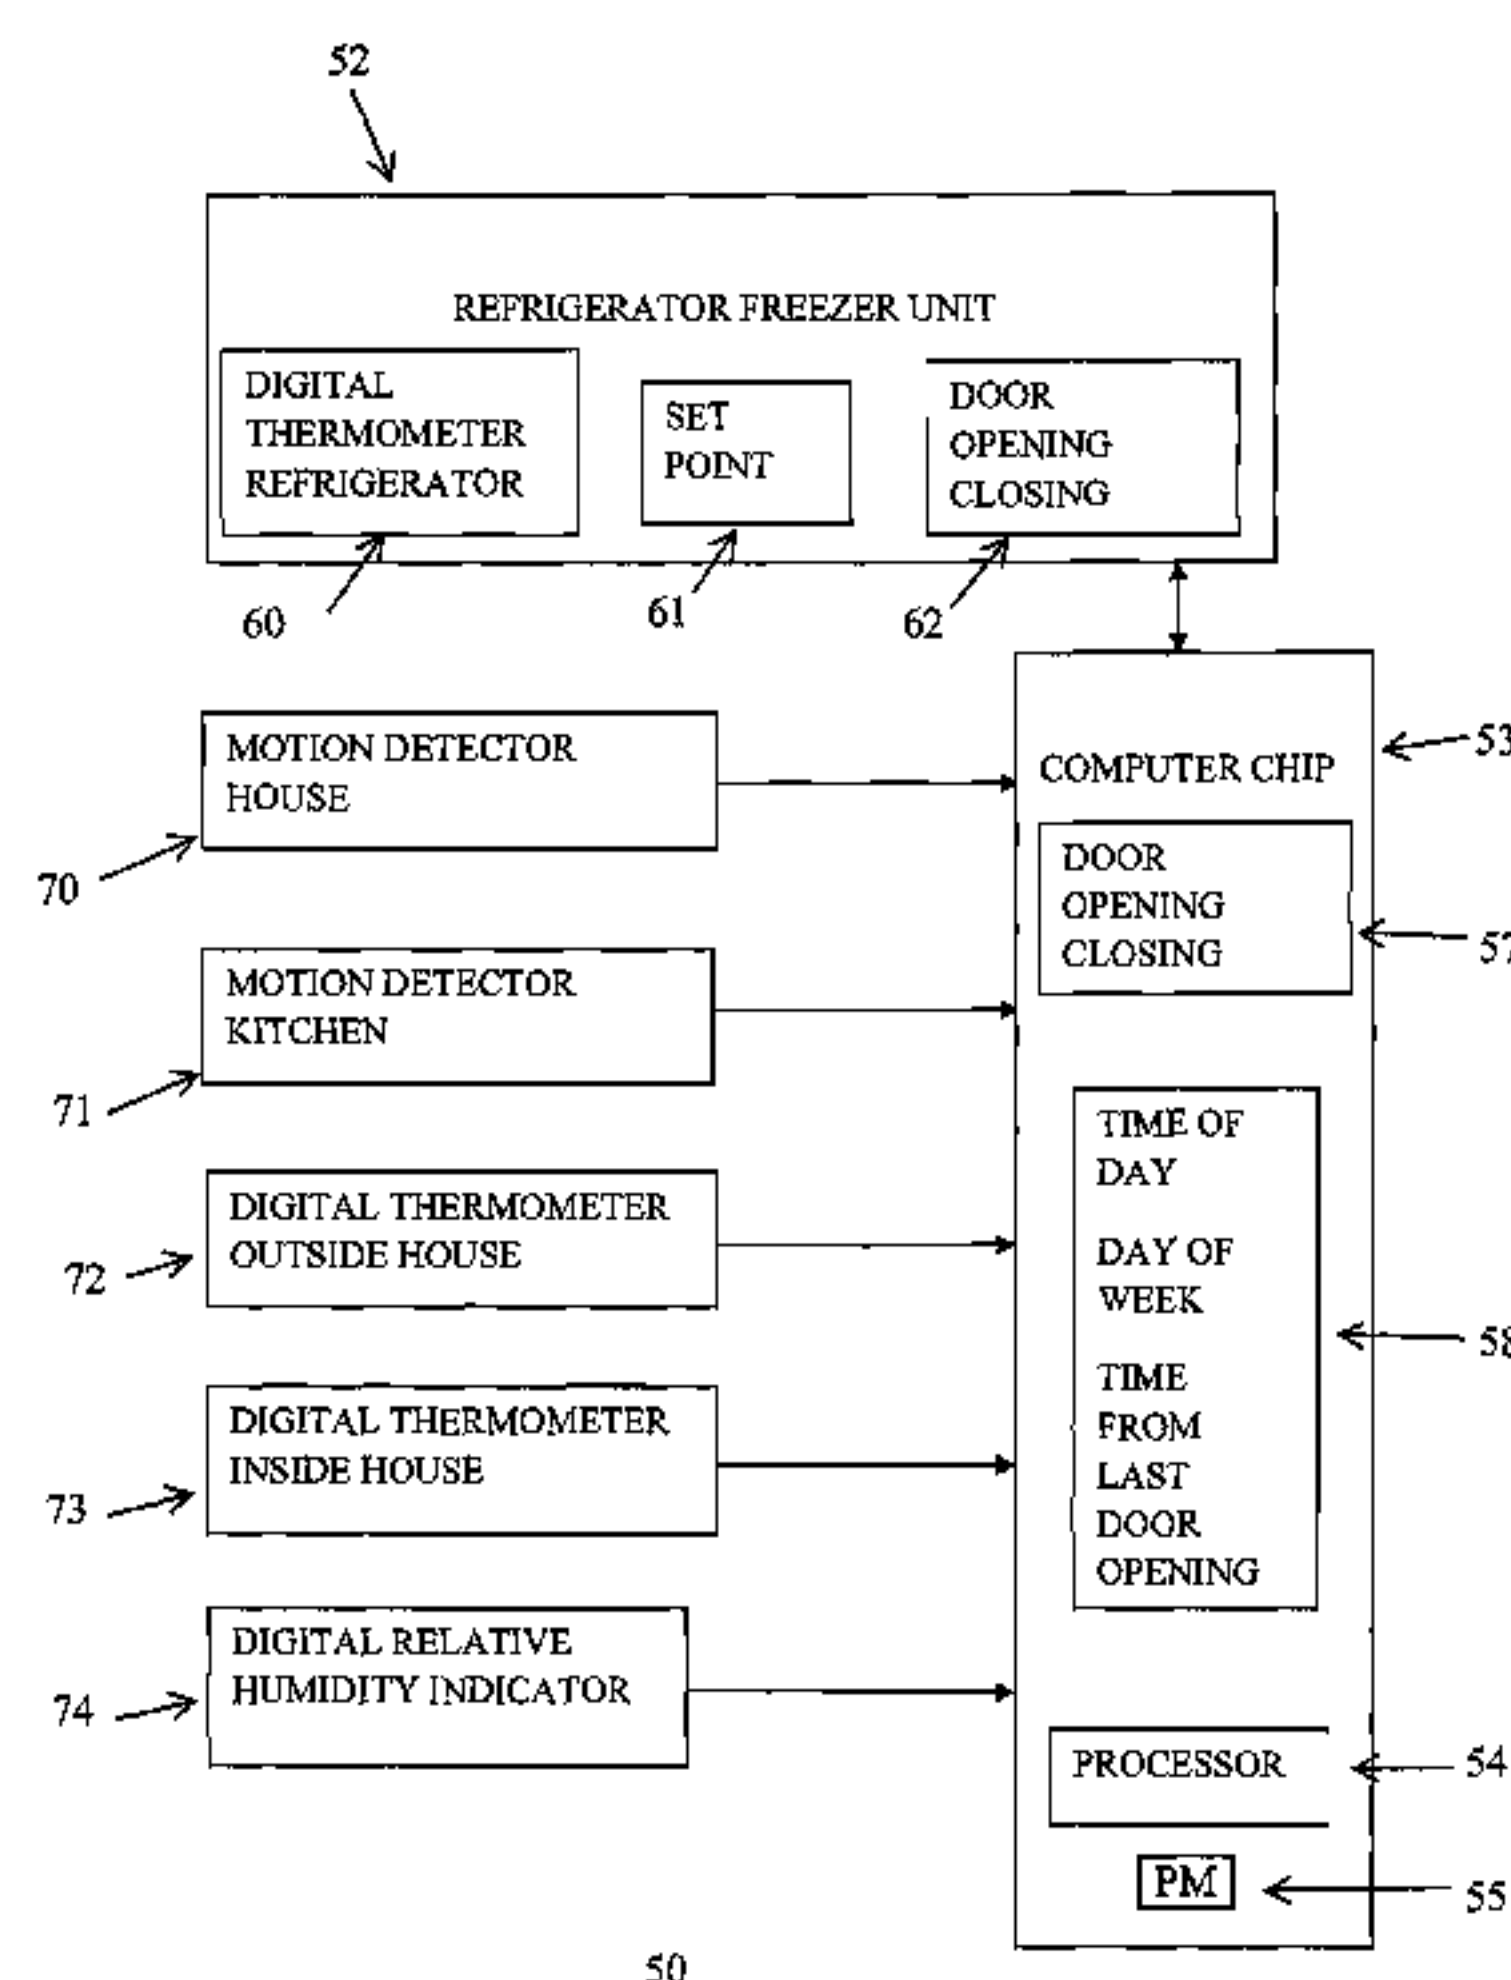 52
REFRIGERATOR FREEZER UNIT
DIGITAL
THERMOMETER
REFRIGERATOR
SET
POINT
DOOR
OPENING
CLOSING
60
61
62
MOTION DETECTOR
HOUSE
70
COMPUTER CHIP
53
DOOR
OPENING
CLOSING
57
MOTION DETECTOR
KITCHEN
71
TIME OF
DAY
DAY OF
WEEK
TIME
FROM
LAST
DOOR
OPENING
58
DIGITAL THERMOMETER
OUTSIDE HOUSE
72
DIGITAL THERMOMETER
INSIDE HOUSE
73
DIGITAL RELATIVE
HUMIDITY INDICATOR
74
PROCESSOR
54
PM
55
50